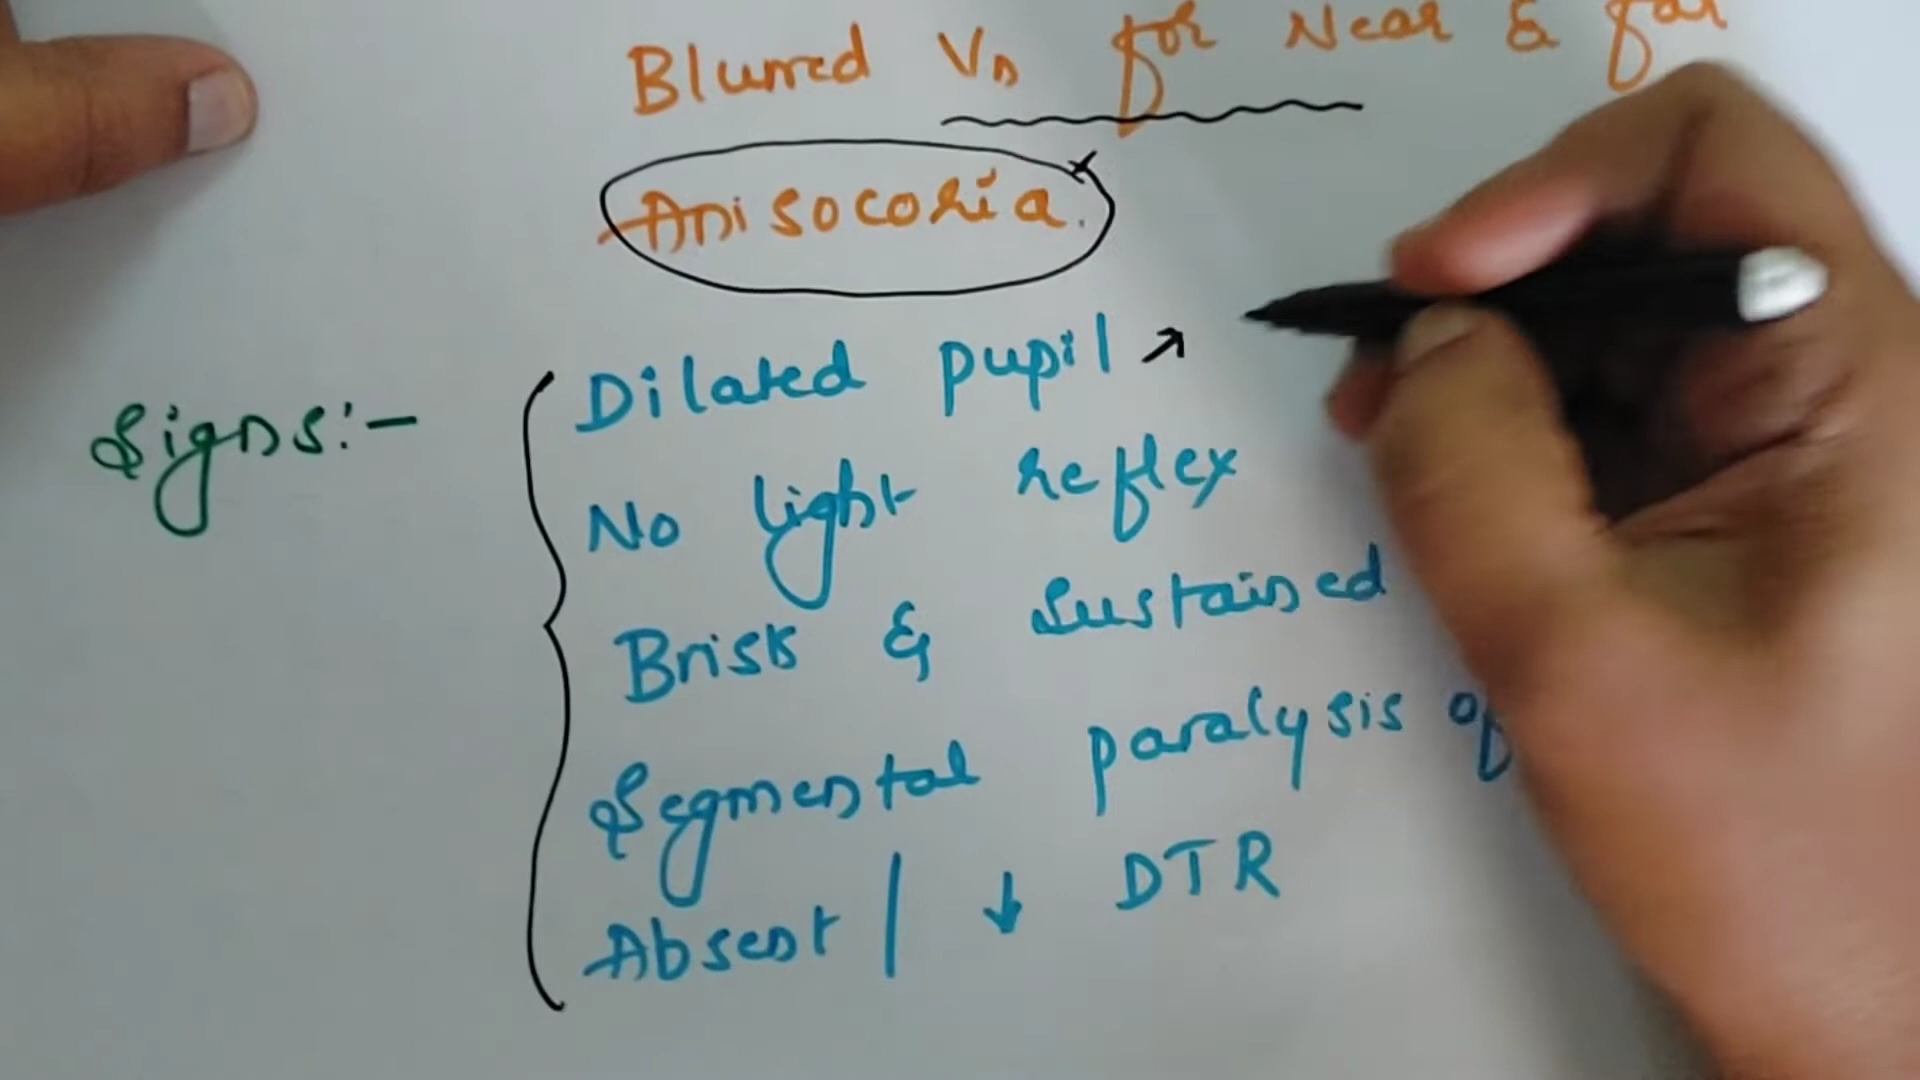 Blurred Vn for Near & far
Anisocoria.
Signs:-
Dilated pupil ↗
No light reflex
Brisk & Sustained
Segmental paralysis of
Absent / ↓ DTR